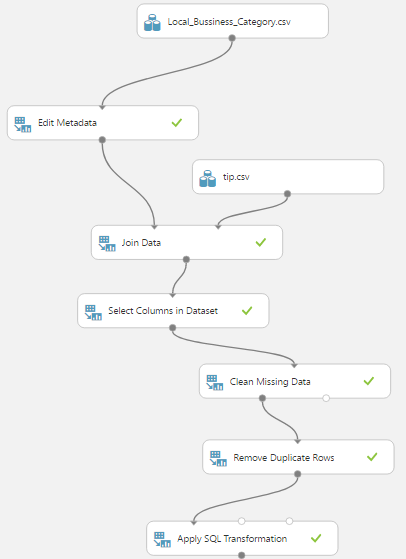 Local_Bussiness_Category.csv
Edit Metadata
tip.csv
Join Data
Select Columns in Dataset
Clean Missing Data
Remove Duplicate Rows
Apply SQL Transformation